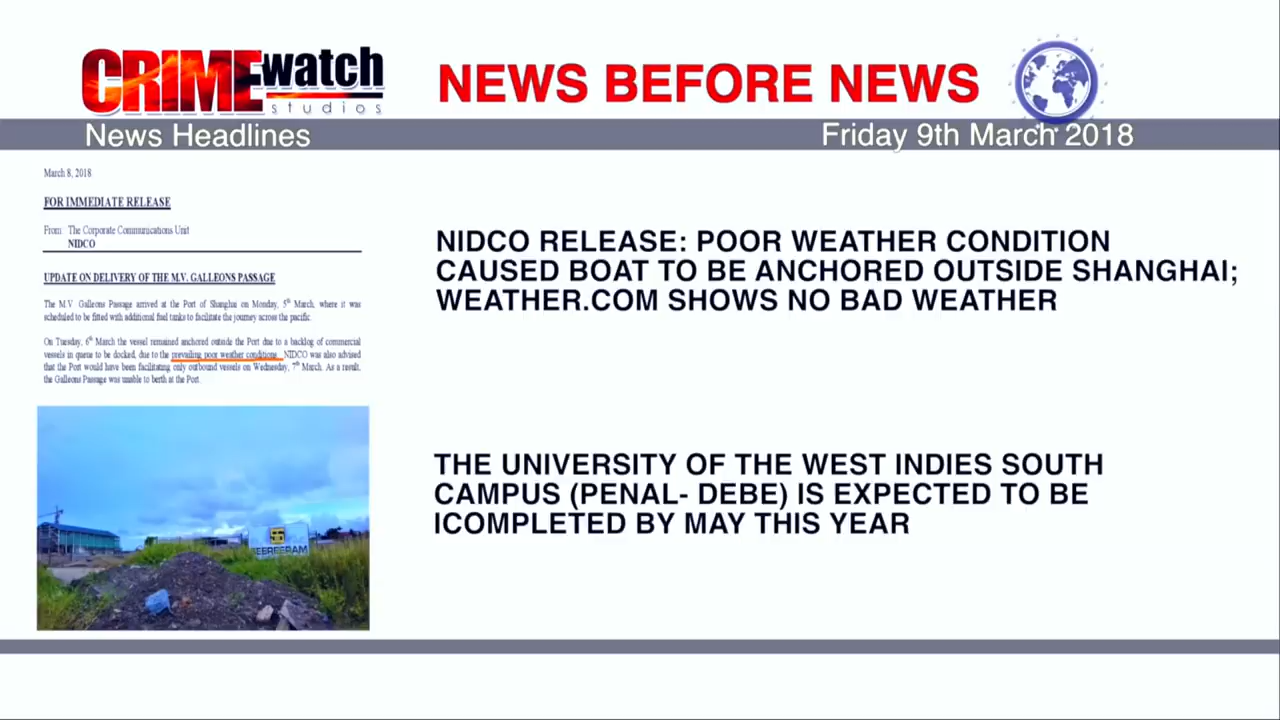 CRIMEwatch
studios
NEWS BEFORE NEWS
News Headlines
Friday 9th March 2018
March 8, 2018
FOR IMMEDIATE RELEASE
From: The Corporate Communications Unit
NIDCO
UPDATE ON DELIVERY OF THE M.V. GALLEONS PASSAGE
The M.V. Galleons Passage arrived at the Port of Shanghai on Monday, 5th March, where it was
scheduled to be fitted with additional fuel tanks to facilitate the journey across the pacific.
On Tuesday, 6th March the vessel remained anchored outside the Port due to a backlog of commercial
vessels in queue to be docked, due to the prevailing poor weather conditions. NIDCO was also advised
that the Port would have been facilitating only outbound vessels on Wednesday, 7th March. As a result,
the Galleons Passage was unable to berth at the Port.
NIDCO RELEASE: POOR WEATHER CONDITION
CAUSED BOAT TO BE ANCHORED OUTSIDE SHANGHAI;
WEATHER.COM SHOWS NO BAD WEATHER
THE UNIVERSITY OF THE WEST INDIES SOUTH
CAMPUS (PENAL- DEBE) IS EXPECTED TO BE
ICOMPLETED BY MAY THIS YEAR